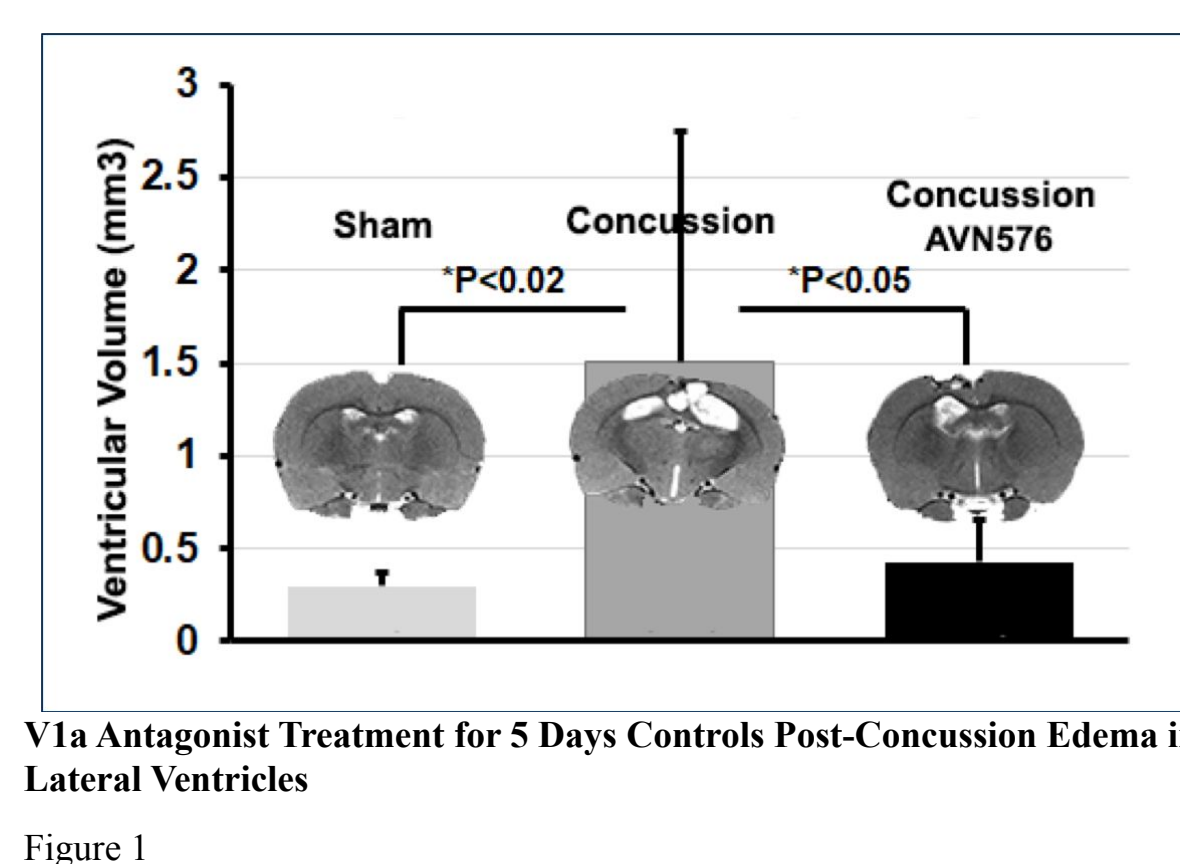 3
2.5
2
1.5
1
0.5
0
Ventricular Volume (mm3)
Sham
Concussion
Concussion
AVN576
*P<0.02
*P<0.05
V1a Antagonist Treatment for 5 Days Controls Post-Concussion Edema i
Lateral Ventricles
Figure 1